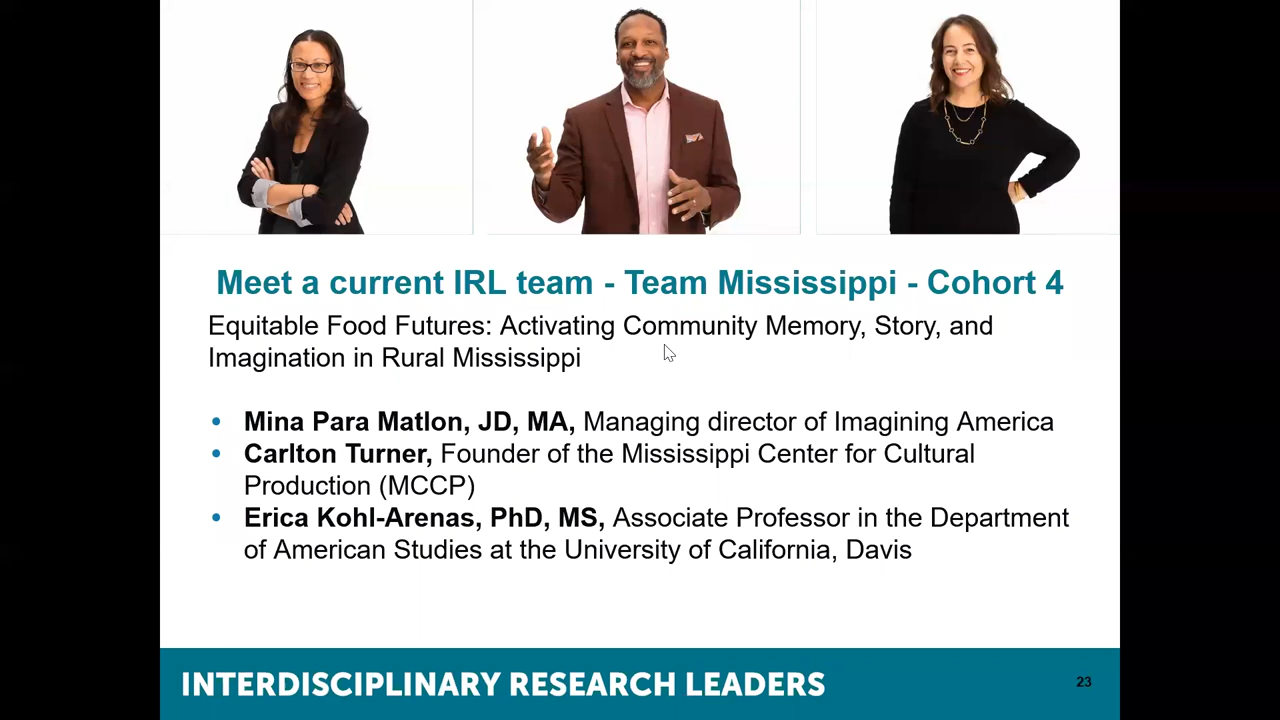 Meet a current IRL team - Team Mississippi - Cohort 4
Equitable Food Futures: Activating Community Memory, Story, and
Imagination in Rural Mississippi
• Mina Para Matlon, JD, MA, Managing director of Imagining America
• Carlton Turner, Founder of the Mississippi Center for Cultural
Production (MCCP)
• Erica Kohl-Arenas, PhD, MS, Associate Professor in the Department
of American Studies at the University of California, Davis
INTERDISCIPLINARY RESEARCH LEADERS
23